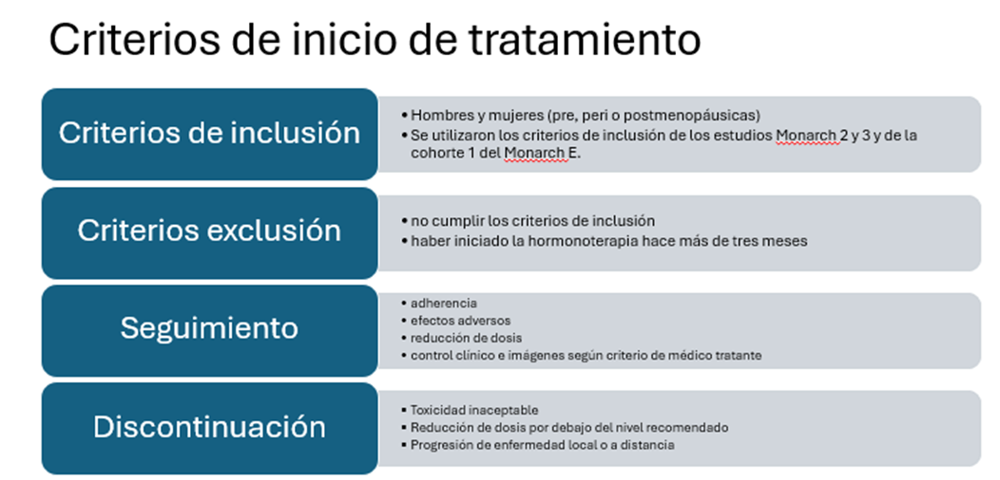 Criterios de inicio de tratamiento
Criterios de inclusión
• Hombres y mujeres (pre, peri o postmenopáusicas)
• Se utilizaron los criterios de inclusión de los estudios Monarch 2 y 3 y de la
cohorte 1 del Monarch E.
Criterios exclusión
• no cumplir los criterios de inclusión
• haber iniciado la hormonoterapia hace más de tres meses
Seguimiento
• adherencia
• efectos adversos
• reducción de dosis
• control clínico e imágenes según criterio de médico tratante
Discontinuación
▪ Toxicidad inaceptable
▪ Reducción de dosis por debajo del nivel recomendado
▪ Progresión de enfermedad local o a distancia